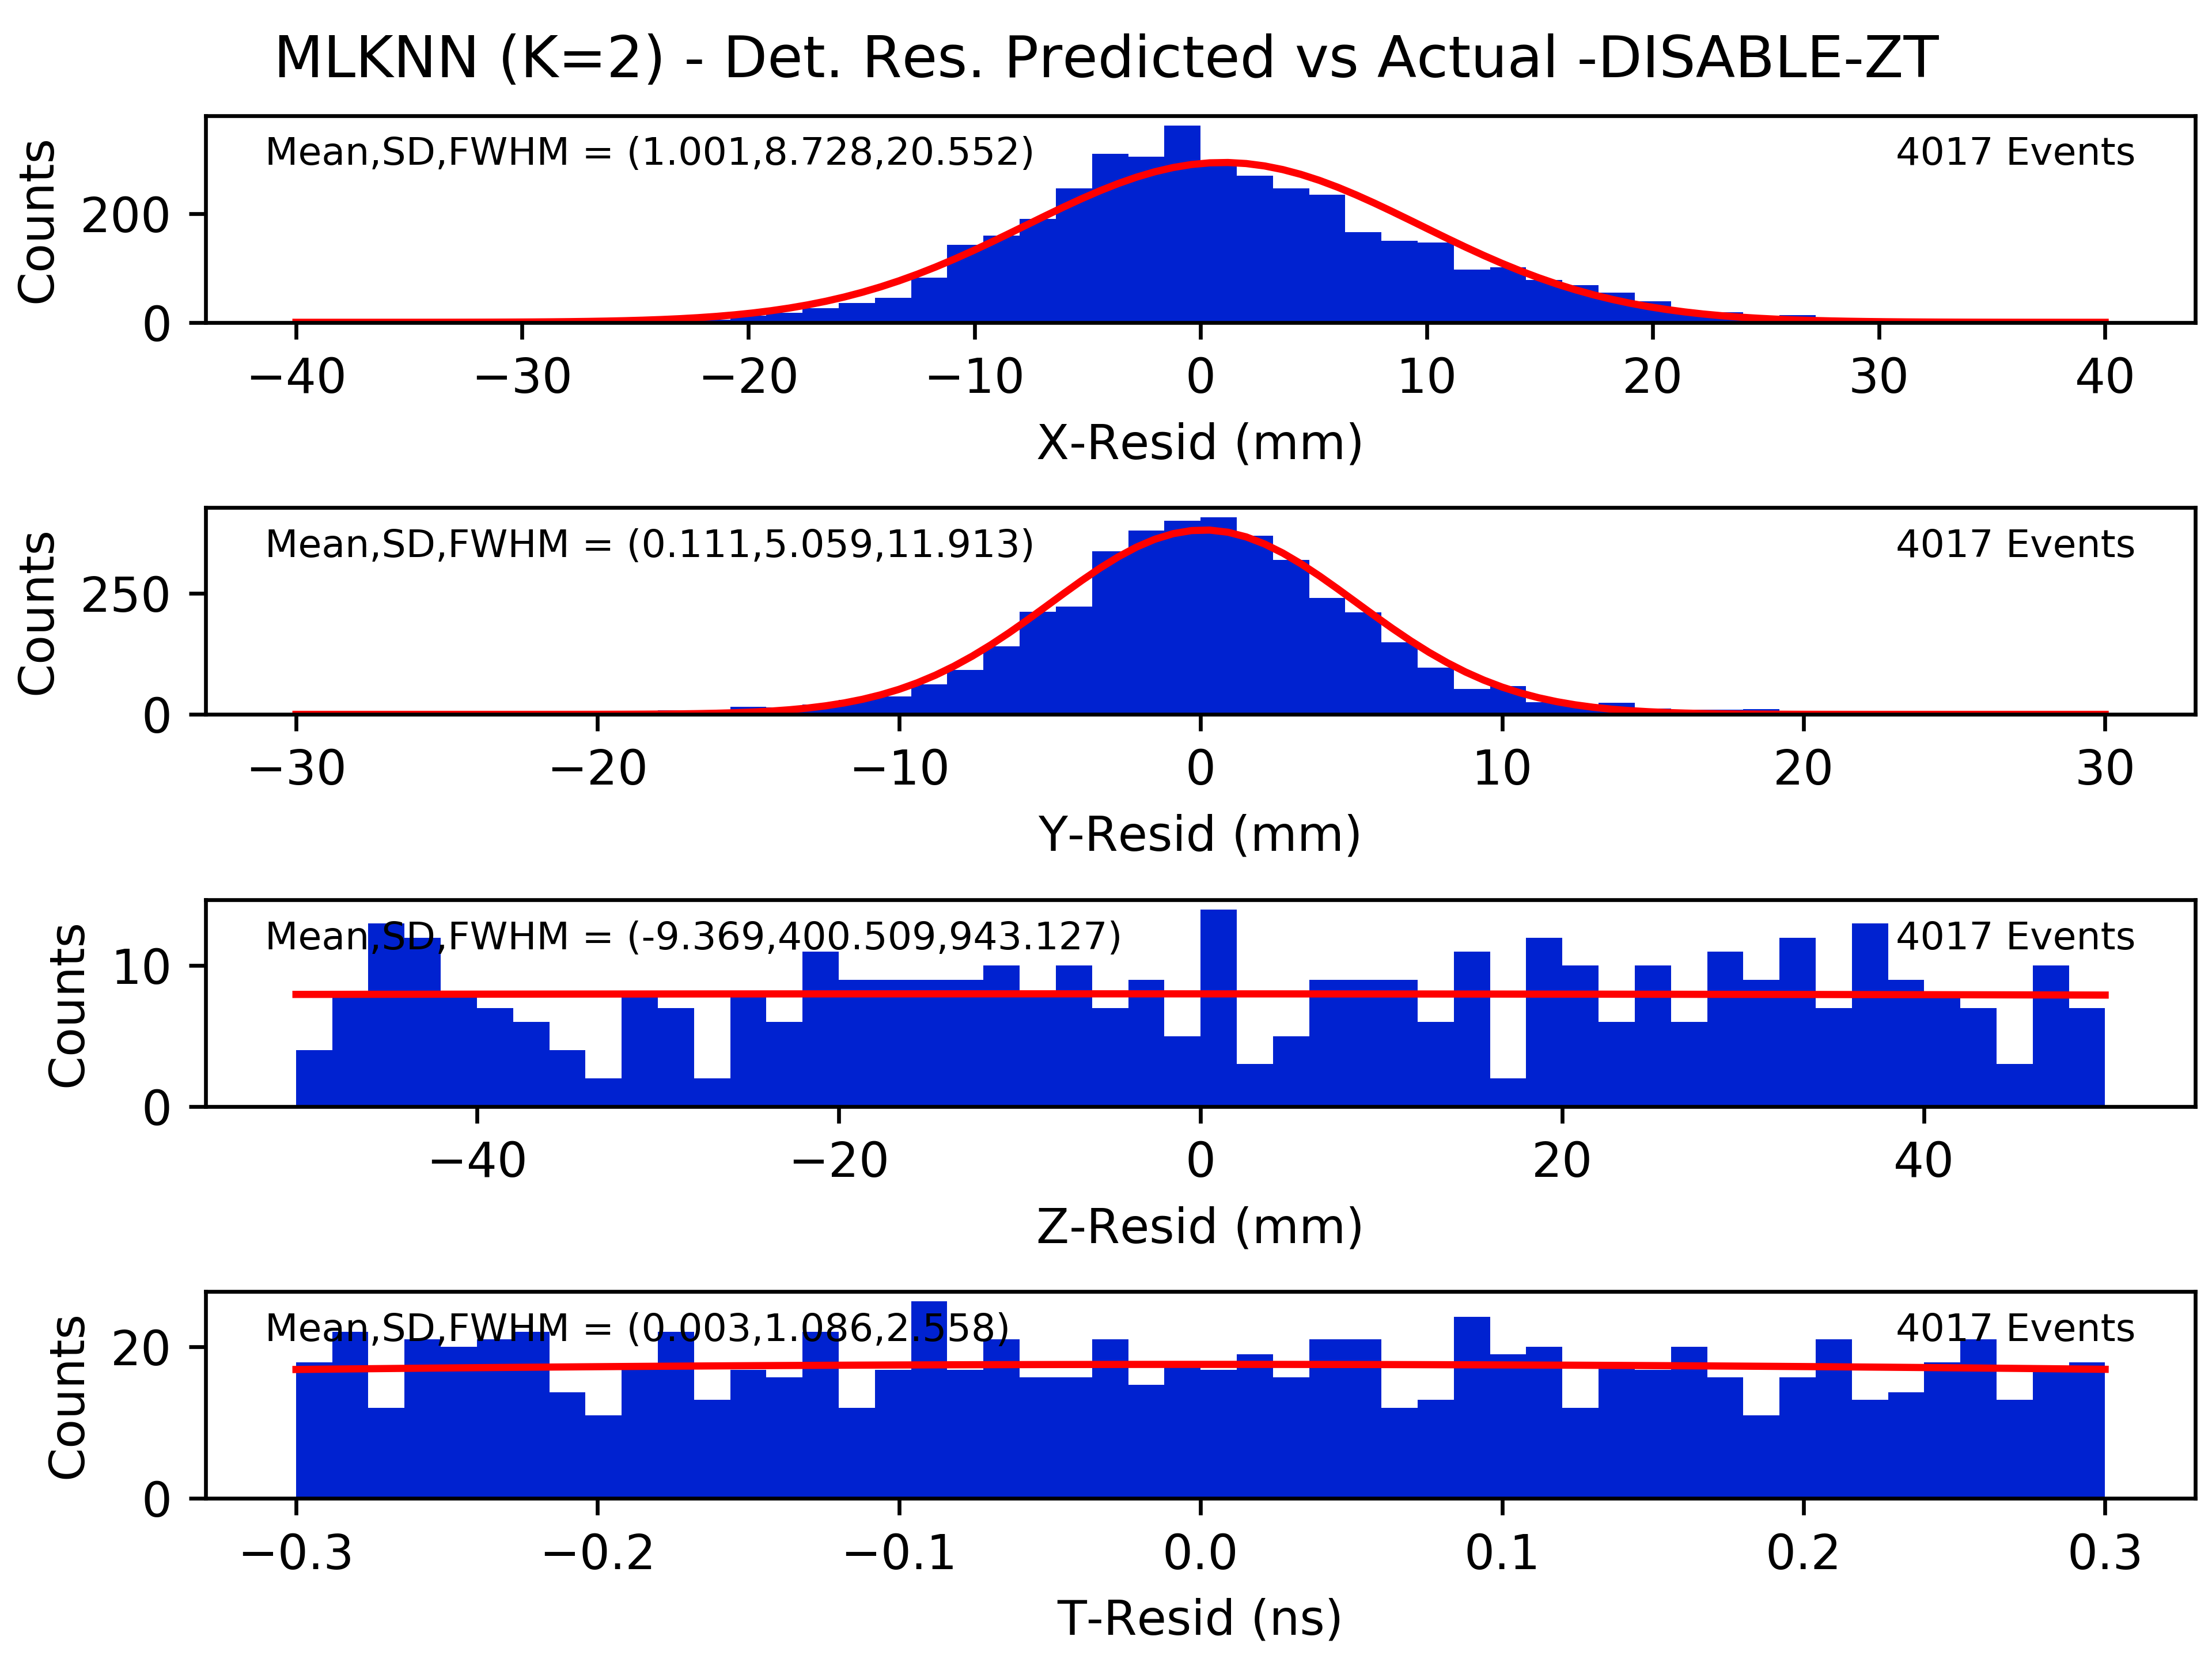 MLKNN (K=2) - Det. Res. Predicted vs Actual -DISABLE-ZT
Mean,SD,FWHM = (1.001,8.728,20.552)
4017 Events
Counts
200
0
−40 −30 −20 −10 0 10 20 30 40
X-Resid (mm)
Mean,SD,FWHM = (0.111,5.059,11.913)
4017 Events
Counts
250
0
−30 −20 −10 0 10 20 30
Y-Resid (mm)
Mean,SD,FWHM = (-9.369,400.509,943.127)
4017 Events
Counts
10
0
−40 −20 0 20 40
Z-Resid (mm)
Mean,SD,FWHM = (0.003,1.086,2.558)
4017 Events
Counts
20
0
−0.3 −0.2 −0.1 0.0 0.1 0.2 0.3
T-Resid (ns)